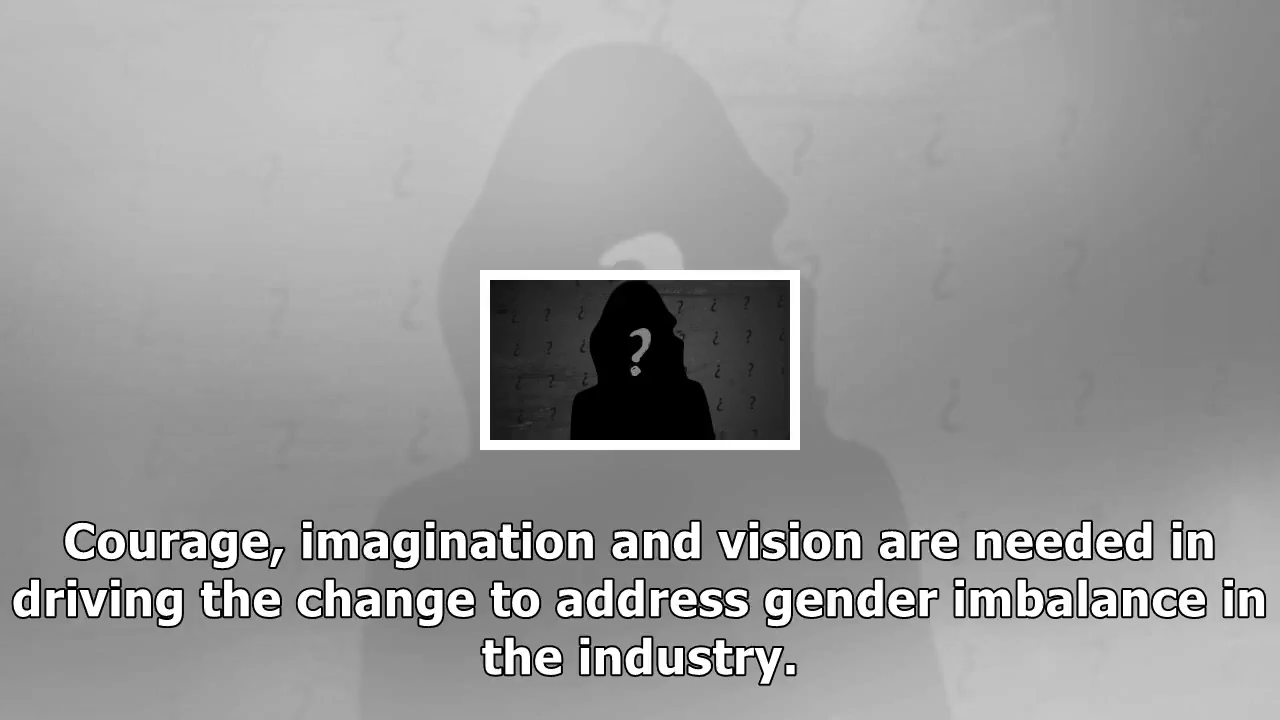 ?
Courage, imagination and vision are needed in
driving the change to address gender imbalance in
the industry.